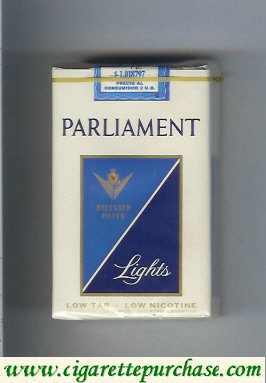 PRECIO AL
CONSUMIDOR 2 U.B.
PARLIAMENT
RECESSED
FILTER
Lights
LOW TAR · LOW NICOTINE
www.cigarettepurchase.com